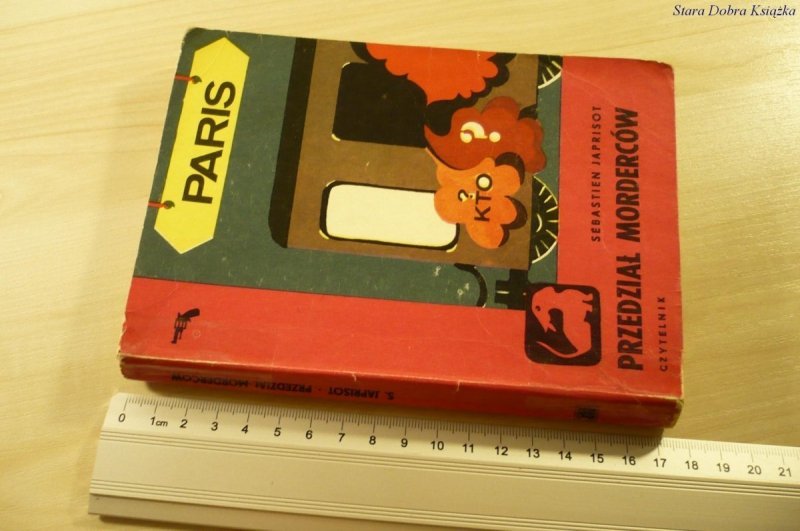 Stara Dobra Książka
PARIS
?
?
KTO
SEBASTIEN JAPRISOT
PRZEDZIAŁ MORDERCÓW
CZYTELNIK
S. JAPRISOT · PRZEDZIAŁ MORDERCÓW
0 1cm 2 3 4 5 6 7 8 9 10 11 12 13 14 15 16 17 18 19 20 21